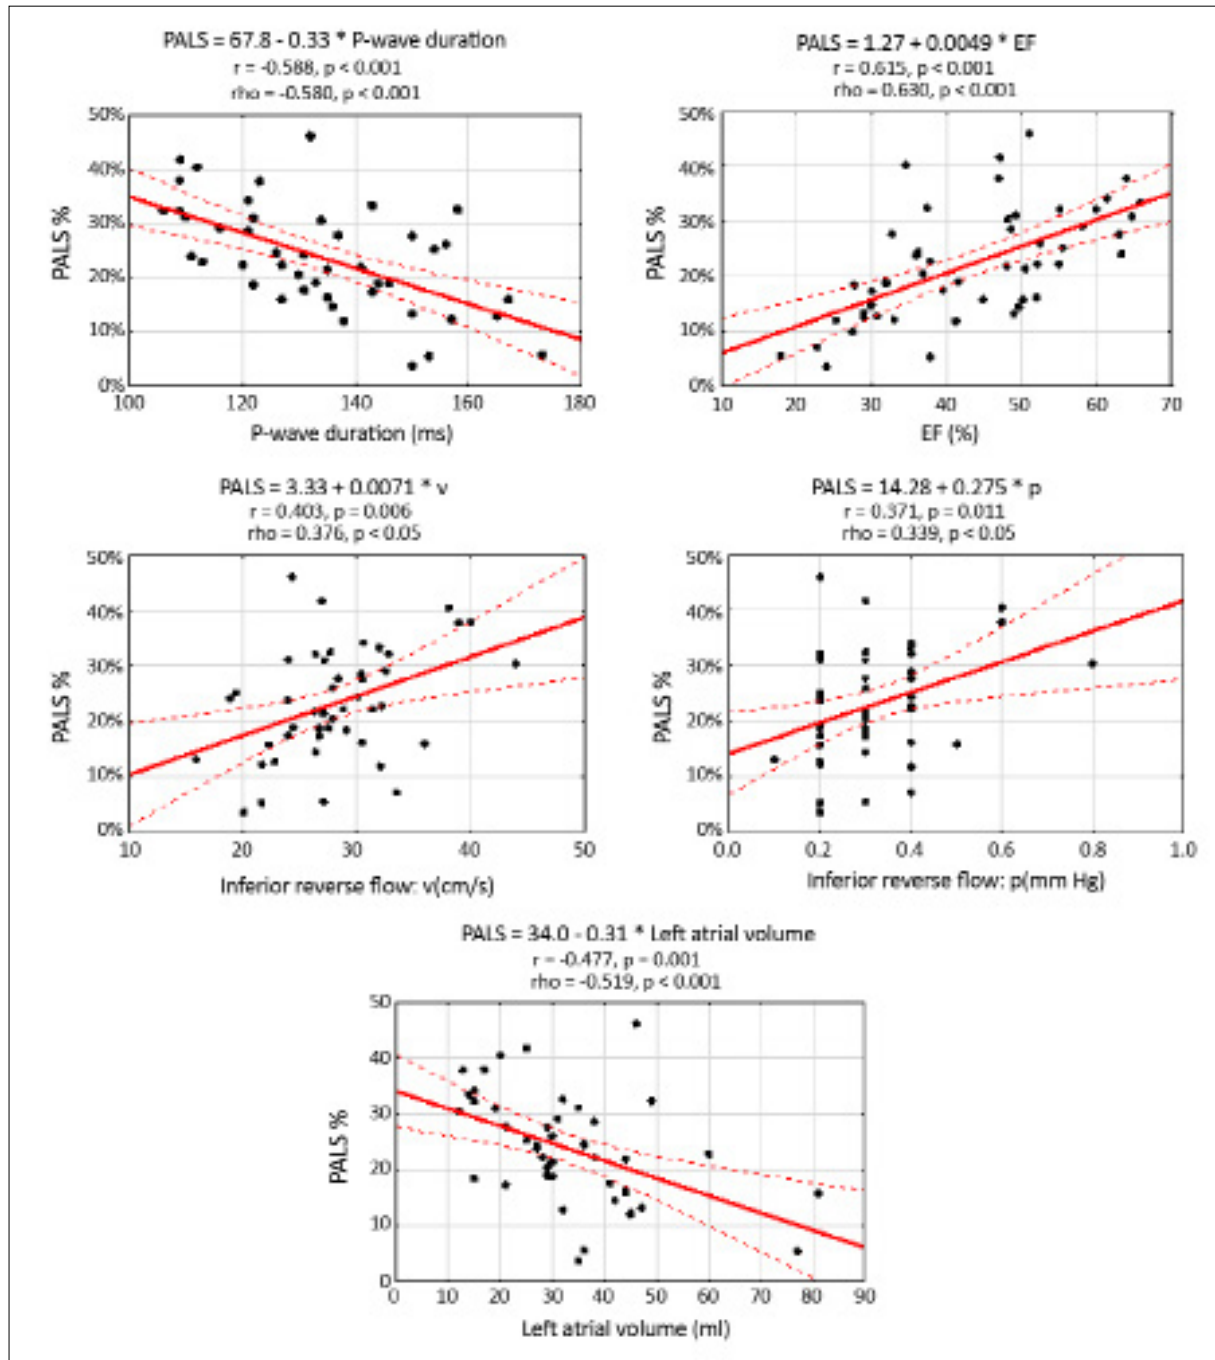 PALS = 67.8 - 0.33 * P-wave duration
r = -0.588, p < 0.001
rho = -0.580, p < 0.001
50%
40%
30%
20%
10%
0%
PALS %
100 120 140 160 180
P-wave duration (ms)
PALS = 1.27 + 0.0049 * EF
r = 0.615, p < 0.001
rho = 0.630, p < 0.001
50%
40%
30%
20%
10%
0%
PALS %
10 20 30 40 50 60 70
EF (%)
PALS = 3.33 + 0.0071 * v
r = 0.403, p = 0.006
rho = 0.376, p < 0.05
50%
40%
30%
20%
10%
0%
PALS %
10 20 30 40 50
Inferior reverse flow: v(cm/s)
PALS = 14.28 + 0.275 * p
r = 0.371, p = 0.011
rho = 0.339, p < 0.05
50%
40%
30%
20%
10%
0%
PALS %
0.0 0.2 0.4 0.6 0.8 1.0
Inferior reverse flow: p(mm Hg)
PALS = 34.0 - 0.31 * Left atrial volume
r = -0.477, p = 0.001
rho = -0.519, p < 0.001
50
40
30
20
10
0
PALS %
0 10 20 30 40 50 60 70 80 90
Left atrial volume (ml)